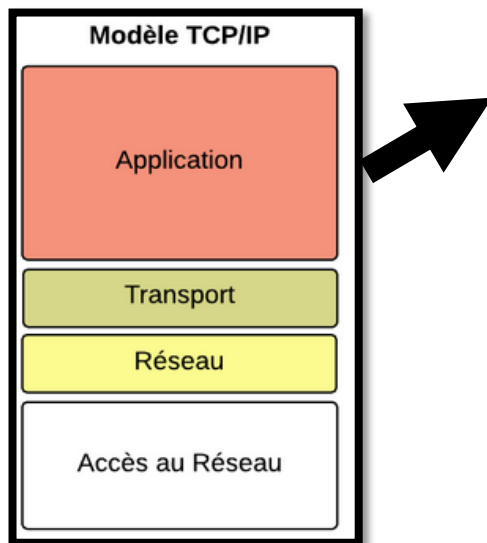 Modèle TCP/IP
Application
Transport
Réseau
Accès au Réseau